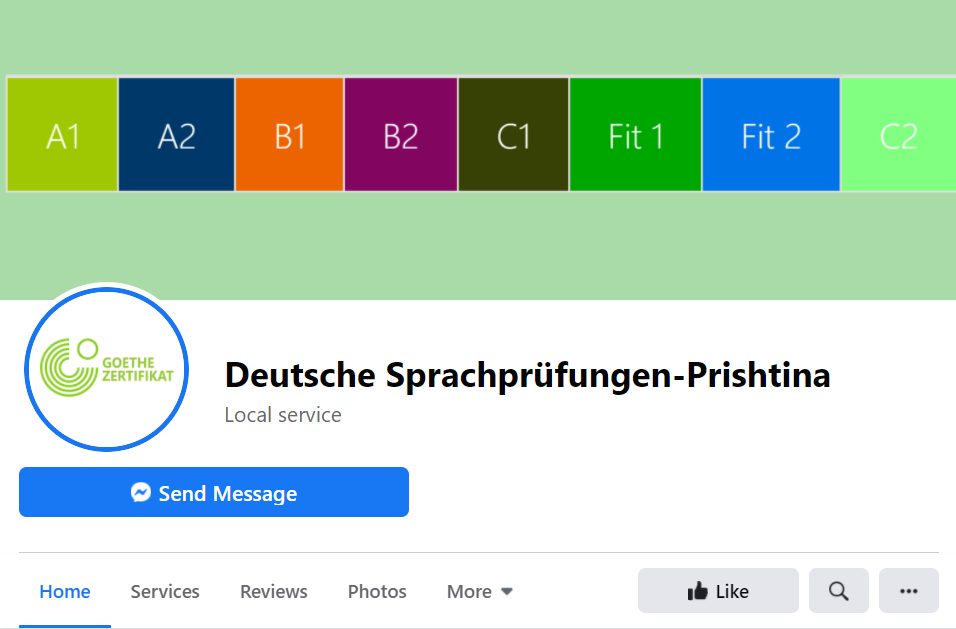 A1 A2 B1 B2 C1 Fit 1 Fit 2 C2
GOETHE
ZERTIFIKAT
Deutsche Sprachprüfungen-Prishtina
Local service
Send Message
Home Services Reviews Photos More Like